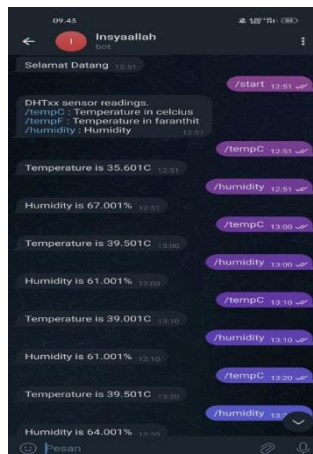 09.45
84
Insyaallah
I
bot
Selamat Datang 12:51
/start 12:51
DHTxx sensor readings.
/tempC : Temperature in celcius
/tempF : Temperature in faranthit
/humidity : Humidity
12:51
/tempC 12:51
Temperature is 35.601C 12:51
/humidity 12:51
Humidity is 67.001% 12:51
/tempC 13:00
Temperature is 39.501C 13:00
/humidity 13:00
Humidity is 61.001% 13:00
/tempC 13:10
Temperature is 39.001C 13:10
/humidity 13:10
Humidity is 61.001% 13:10
/tempC 13:20
Temperature is 39.501C 13:20
/humidity
Humidity is 64.001% 13:20
Pesan